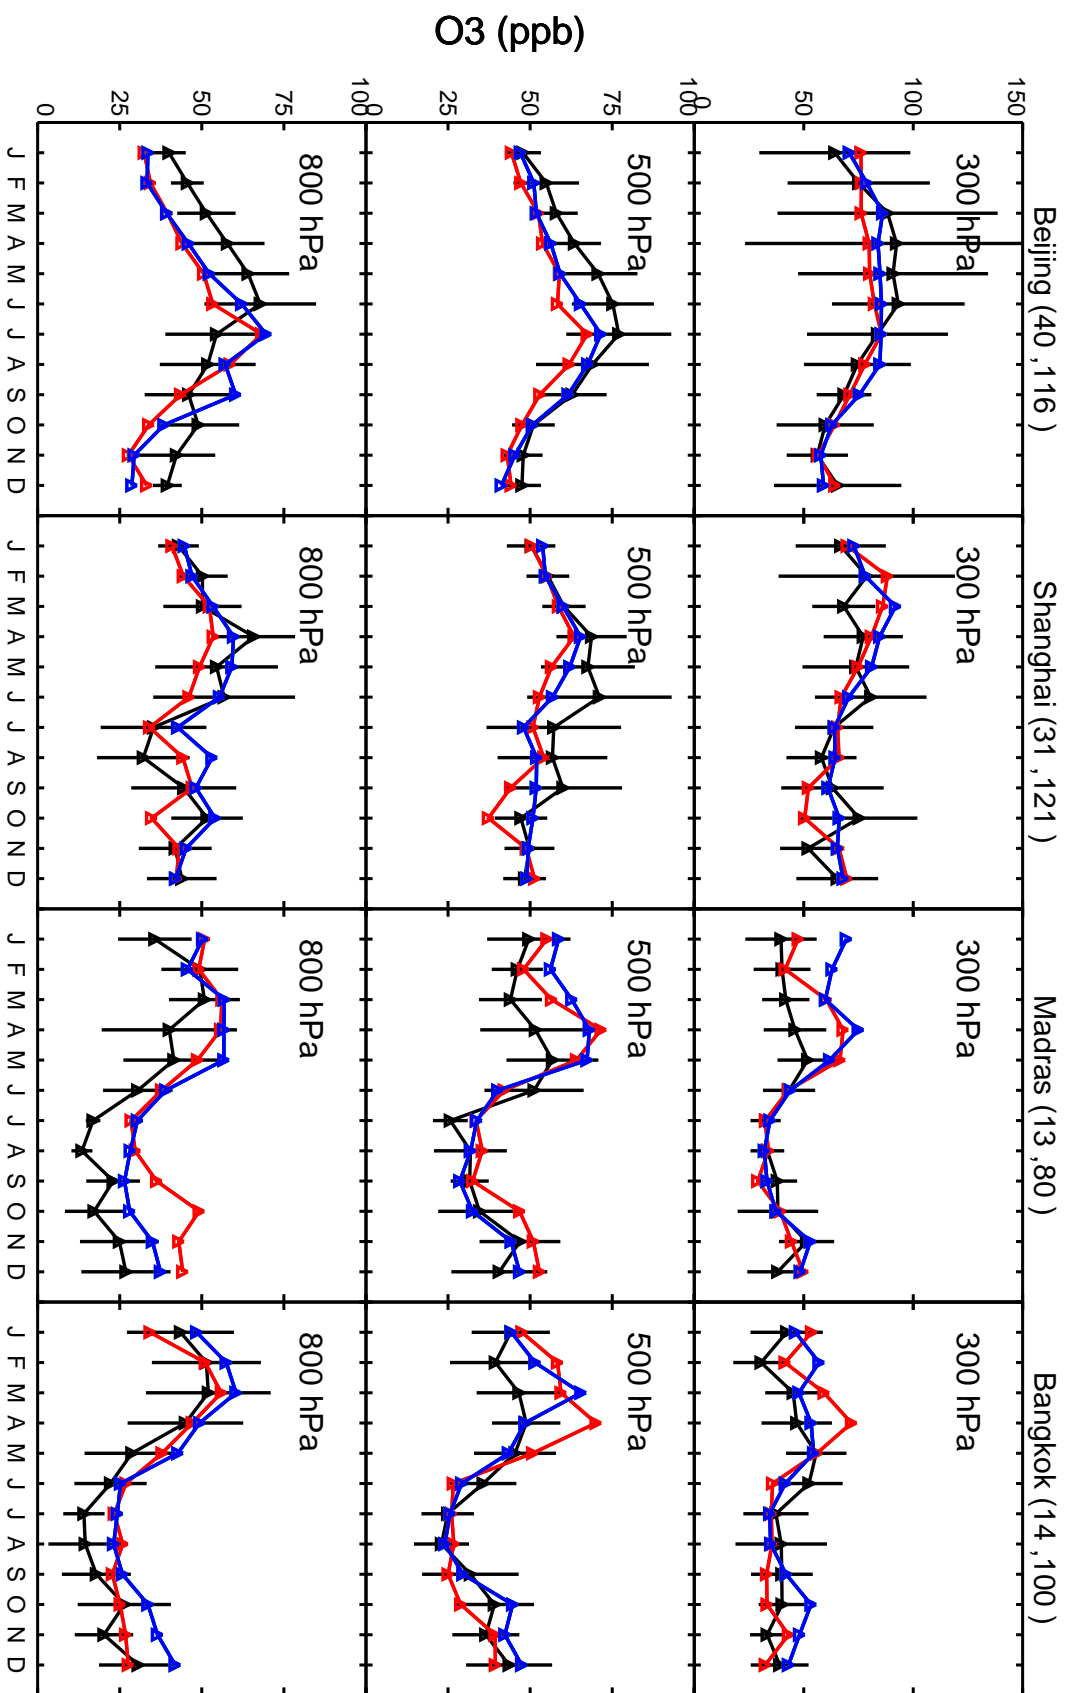 Beijing (40 ,116 )
Shanghai (31 ,121 )
Madras (13 ,80 )
Bangkok (14 ,100 )
150
100
50
0
300 hPa
300 hPa
300 hPa
300 hPa
100
75
50
25
0
500 hPa
500 hPa
500 hPa
500 hPa
100
75
50
25
0
800 hPa
800 hPa
800 hPa
800 hPa
J F M A M J J A S O N D
J F M A M J J A S O N D
J F M A M J J A S O N D
J F M A M J J A S O N D
O3 (ppb)